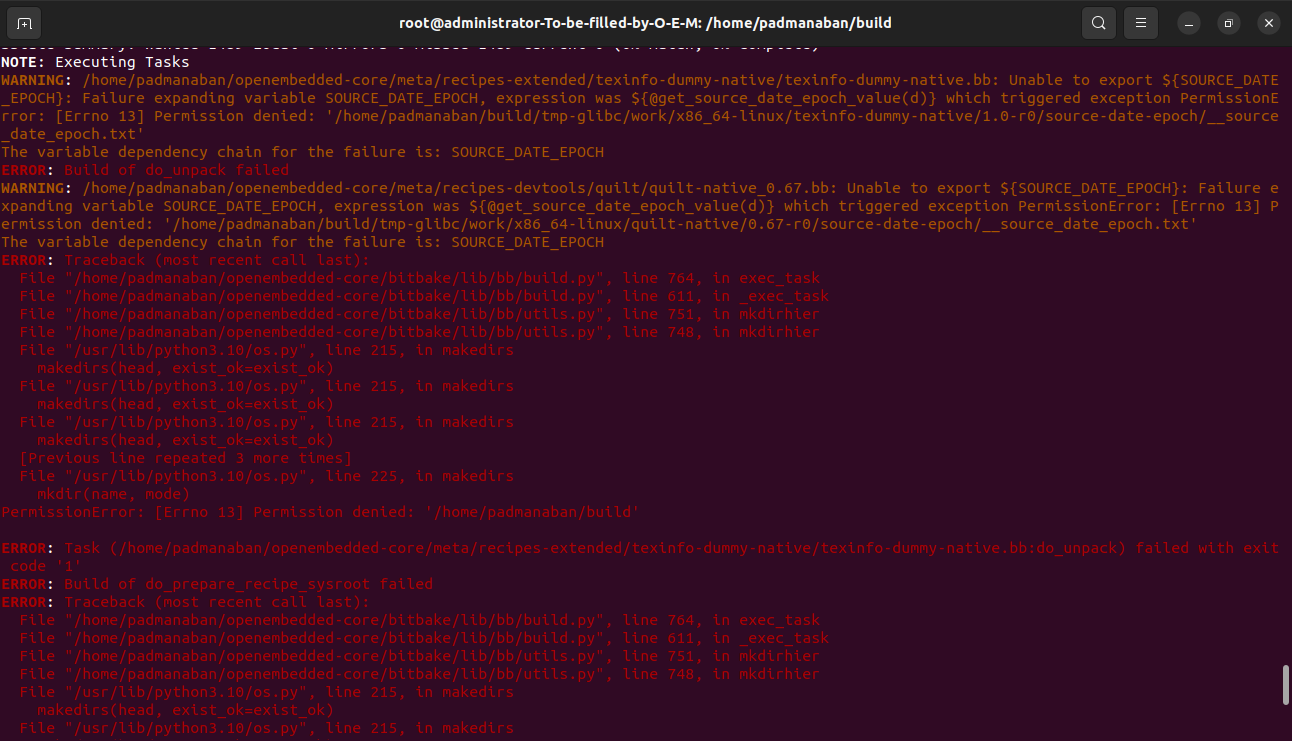 root@administrator-To-be-filled-by-O-E-M: /home/padmanaban/build
NOTE: Executing Tasks
WARNING: /home/padmanaban/openembedded-core/meta/recipes-extended/texinfo-dummy-native/texinfo-dummy-native.bb: Unable to export ${SOURCE_DATE
_EPOCH}: Failure expanding variable SOURCE_DATE_EPOCH, expression was ${@get_source_date_epoch_value(d)} which triggered exception PermissionE
rror: [Errno 13] Permission denied: '/home/padmanaban/build/tmp-glibc/work/x86_64-linux/texinfo-dummy-native/1.0-r0/source-date-epoch/__source
_date_epoch.txt'
The variable dependency chain for the failure is: SOURCE_DATE_EPOCH
ERROR: Build of do_unpack failed
WARNING: /home/padmanaban/openembedded-core/meta/recipes-devtools/quilt/quilt-native_0.67.bb: Unable to export ${SOURCE_DATE_EPOCH}: Failure e
xpanding variable SOURCE_DATE_EPOCH, expression was ${@get_source_date_epoch_value(d)} which triggered exception PermissionError: [Errno 13] P
ermission denied: '/home/padmanaban/build/tmp-glibc/work/x86_64-linux/quilt-native/0.67-r0/source-date-epoch/__source_date_epoch.txt'
The variable dependency chain for the failure is: SOURCE_DATE_EPOCH
ERROR: Traceback (most recent call last):
  File "/home/padmanaban/openembedded-core/bitbake/lib/bb/build.py", line 764, in exec_task
  File "/home/padmanaban/openembedded-core/bitbake/lib/bb/build.py", line 611, in _exec_task
  File "/home/padmanaban/openembedded-core/bitbake/lib/bb/utils.py", line 751, in mkdirhier
  File "/home/padmanaban/openembedded-core/bitbake/lib/bb/utils.py", line 748, in mkdirhier
  File "/usr/lib/python3.10/os.py", line 215, in makedirs
    makedirs(head, exist_ok=exist_ok)
  File "/usr/lib/python3.10/os.py", line 215, in makedirs
    makedirs(head, exist_ok=exist_ok)
  File "/usr/lib/python3.10/os.py", line 215, in makedirs
    makedirs(head, exist_ok=exist_ok)
  [Previous line repeated 3 more times]
  File "/usr/lib/python3.10/os.py", line 225, in makedirs
    mkdir(name, mode)
PermissionError: [Errno 13] Permission denied: '/home/padmanaban/build'
ERROR: Task (/home/padmanaban/openembedded-core/meta/recipes-extended/texinfo-dummy-native/texinfo-dummy-native.bb:do_unpack) failed with exit
 code '1'
ERROR: Build of do_prepare_recipe_sysroot failed
ERROR: Traceback (most recent call last):
  File "/home/padmanaban/openembedded-core/bitbake/lib/bb/build.py", line 764, in exec_task
  File "/home/padmanaban/openembedded-core/bitbake/lib/bb/build.py", line 611, in _exec_task
  File "/home/padmanaban/openembedded-core/bitbake/lib/bb/utils.py", line 751, in mkdirhier
  File "/home/padmanaban/openembedded-core/bitbake/lib/bb/utils.py", line 748, in mkdirhier
  File "/usr/lib/python3.10/os.py", line 215, in makedirs
    makedirs(head, exist_ok=exist_ok)
  File "/usr/lib/python3.10/os.py", line 215, in makedirs